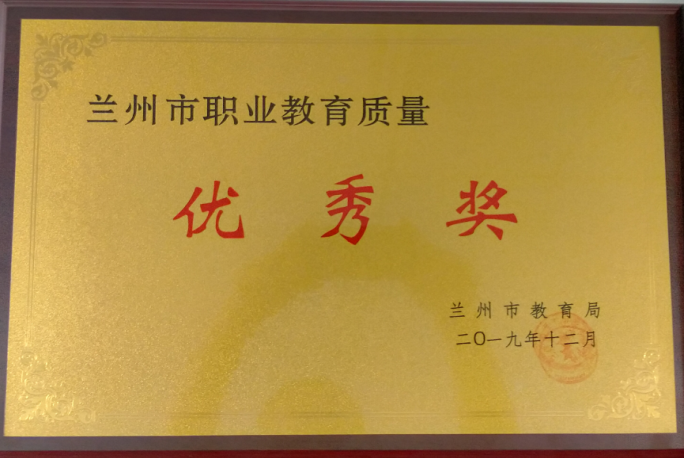 兰州市职业教育质量
优秀奖
兰州市教育局
二〇一九年十二月